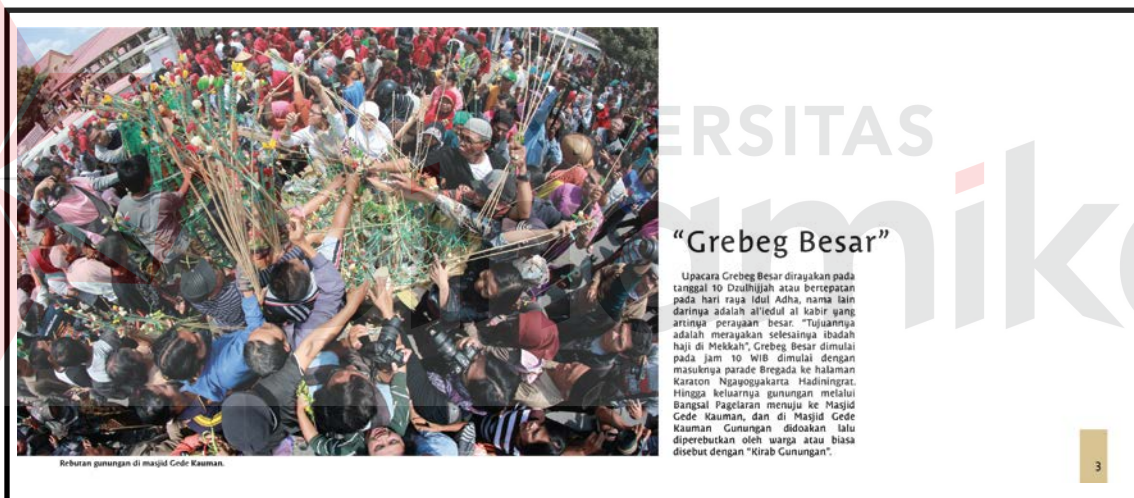 ERSITAS
amika
"Grebeg Besar"
Upacara Grebeg Besar dirayakan pada
tanggal 10 Dzulhijjah atau bertepatan
pada hari raya Idul Adha, nama lain
darinya adalah al'iedul al kabir yang
artinya perayaan besar. "Tujuannya
adalah merayakan selesainya ibadah
haji di Mekkah", Grebeg Besar dimulai
pada jam 10 WIB dimulai dengan
masuknya parade Bregada ke halaman
Karaton Ngayogyakarta Hadiningrat.
Hingga keluarnya gunungan melalui
Bangsal Pagelaran menuju ke Masjid
Gede Kauman, dan di Masjid Gede
Kauman Gunungan didoakan lalu
diperebutkan oleh warga atau biasa
disebut dengan "Kirab Gunungan".
Rebutan gunungan di masjid Gede Kauman.
3